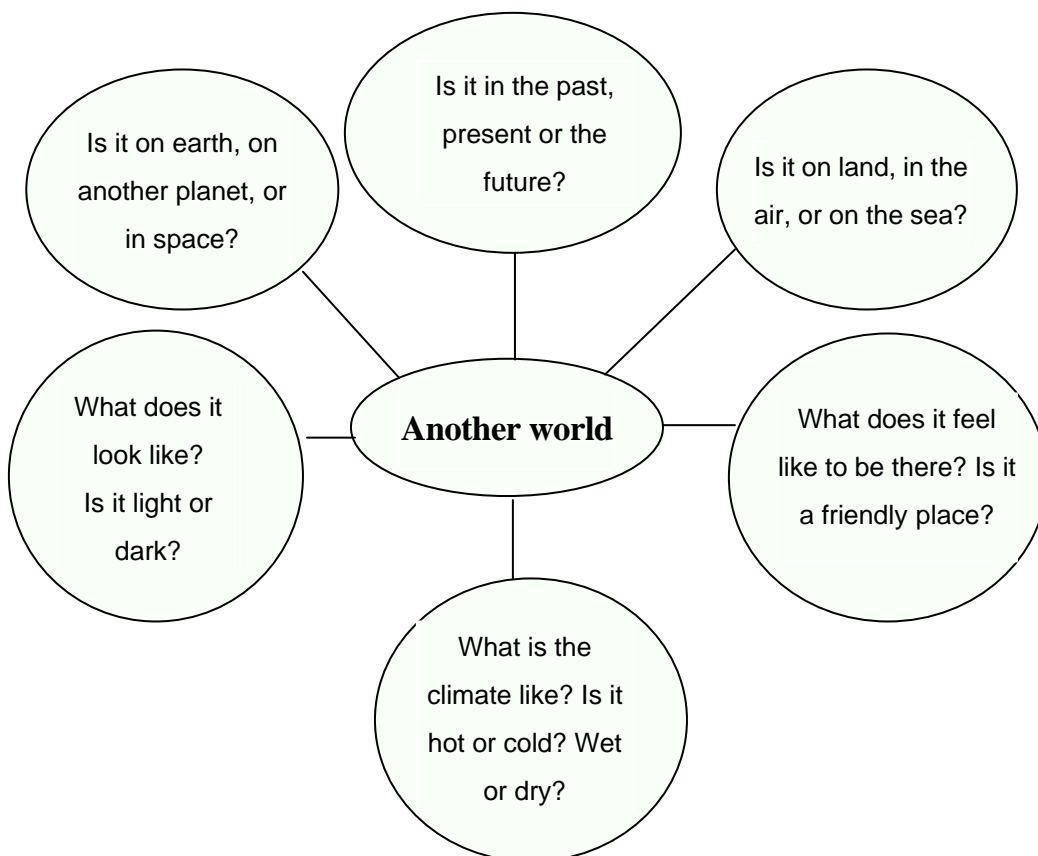 Is it in the past,
present or the
future?
Is it on earth, on
another planet, or
in space?
Is it on land, in the
air, or on the sea?
Another world
What does it
look like?
Is it light or
dark?
What does it feel
like to be there? Is it
a friendly place?
What is the
climate like? Is it
hot or cold? Wet
or dry?